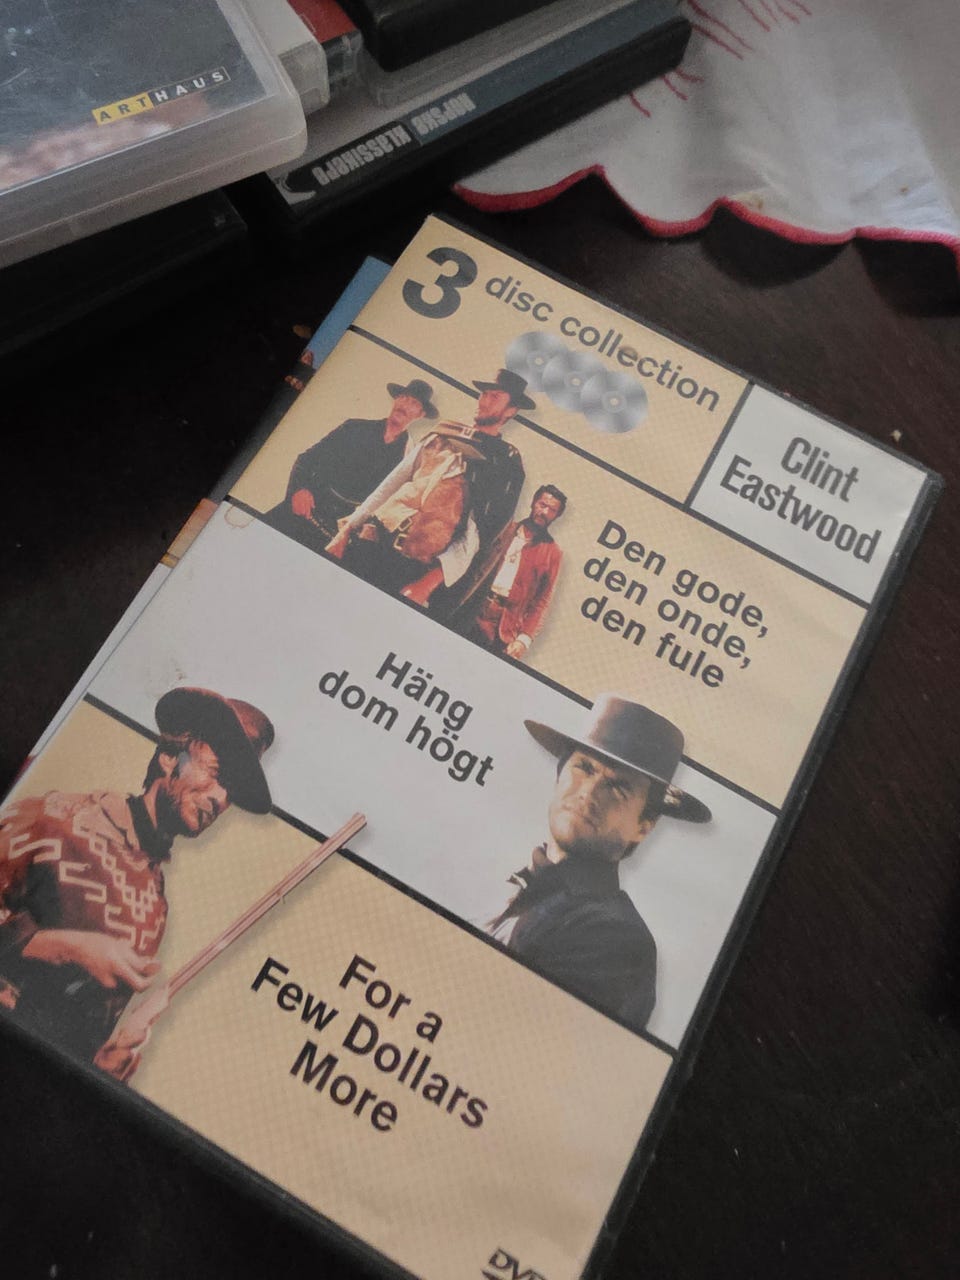 ARTHAUS
3 disc collection
Clint
Eastwood
Den gode,
den onde,
den fule
Häng
dom högt
For a
Few Dollars
More
DVD